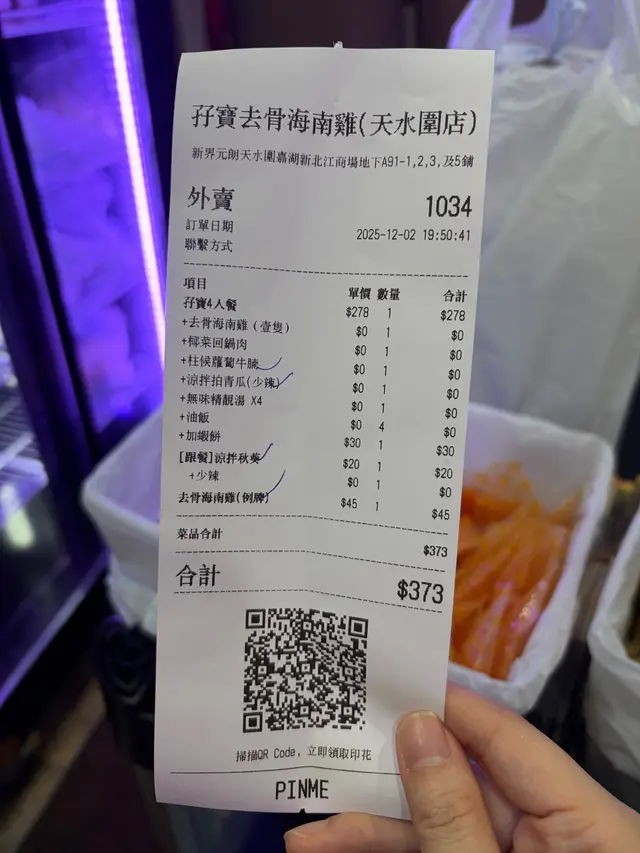 孖寶去骨海南雞(天水圍店)
新界元朗天水圍嘉湖新北江商場地下A91-1,2,3,及5鋪
外賣 1034
訂單日期 2025-12-02 19:50:41
聯繫方式
項目 單價 數量 合計
孖寶4人餐 $278 1 $278
+去骨海南雞(壹隻) $0 1 $0
+椰菜回鍋肉 $0 1 $0
+柱侯蘿蔔牛腩 $0 1 $0
+涼拌拍青瓜(少辣) $0 1 $0
+無味精靚湯 X4 $0 1 $0
+油飯 $0 4 $0
+加蝦餅 $30 1 $30
[跟餐]涼拌秋葵 $20 1 $20
+少辣 $0 1 $0
去骨海南雞(例牌) $45 1 $45
菜品合計 $373
合計 $373
掃描QR Code, 立即領取印花
PINME